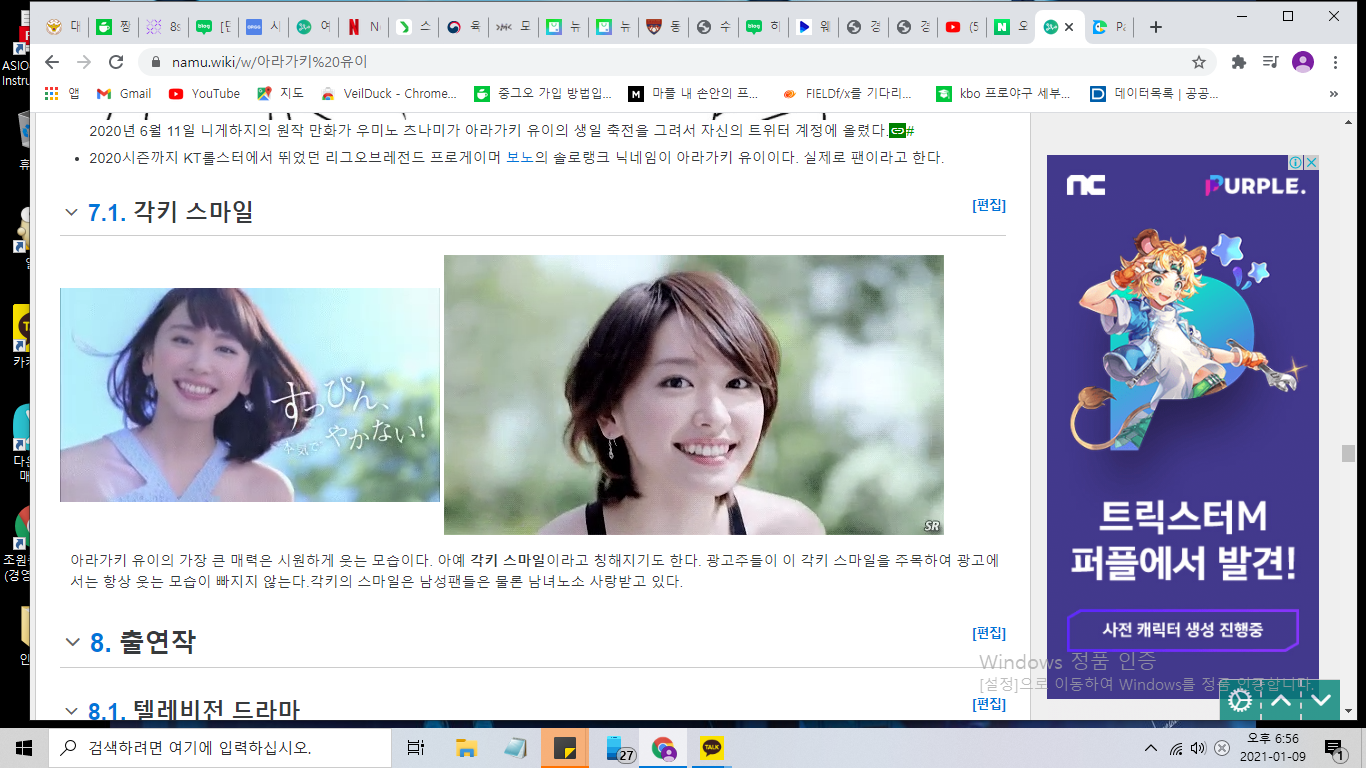 ASIO
Instru
휴
카카
다운
조원
(경영
인
대
찡
8s
[단
시
여
N
스
육
모
뉴
뉴
동
수
히
웨
경
경
(5
오
Pa
namu.wiki/w/아라가키%20유이
앱
Gmail
YouTube
지도
VeilDuck - Chrome...
중그오 가입 방법입...
마플 내 손안의 프...
FIELDf/x를 기다리...
kbo 프로야구 세부...
데이터목록 | 공공...
»
2020년 6월 11일 니게하지의 원작 만화가 우미노 츠나미가 아라가키 유이의 생일 축전을 그려서 자신의 트위터 계정에 올렸다.#
• 2020시즌까지 KT롤스터에서 뛰었던 리그오브레전드 프로게이머 보노의 솔로랭크 닉네임이 아라가키 유이이다. 실제로 팬이라고 한다.
7.1. 각키 스마일
[편집]
すっぴん、
本気で やかない!
SR
아라가키 유이의 가장 큰 매력은 시원하게 웃는 모습이다. 아예 각키 스마일이라고 칭해지기도 한다. 광고주들이 이 각키 스마일을 주목하여 광고에
서는 항상 웃는 모습이 빠지지 않는다.각키의 스마일은 남성팬들은 물론 남녀노소 사랑받고 있다.
8. 출연작
[편집]
8.1. 텔레비전 드라마
[편집]
nc
PURPLE.
트릭스터M
퍼플에서 발견!
사전 캐릭터 생성 진행중
Windows 정품 인증
[설정]으로 이동하여 Windows를 정품 인증합니다.
검색하려면 여기에 입력하십시오.
27
TALK
오후 6:56
2021-01-09
1